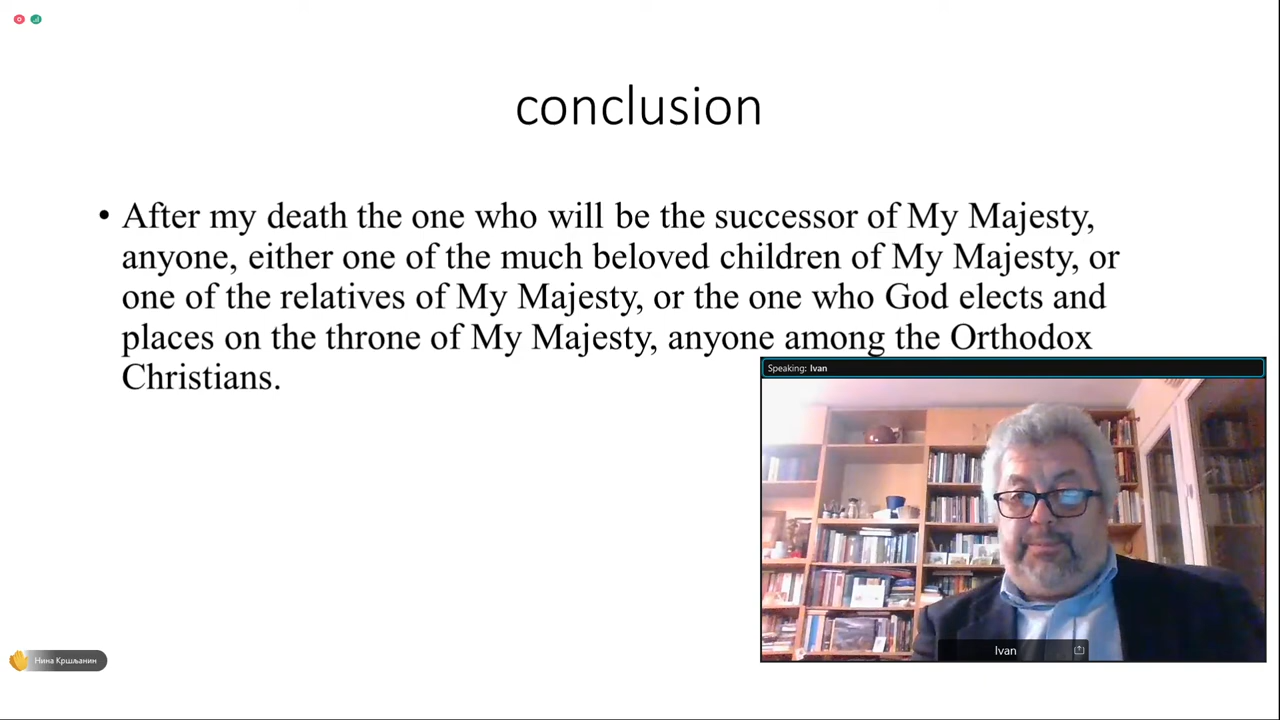 conclusion
• After my death the one who will be the successor of My Majesty,
anyone, either one of the much beloved children of My Majesty, or
one of the relatives of My Majesty, or the one who God elects and
places on the throne of My Majesty, anyone among the Orthodox
Christians.
Speaking: Ivan
Ivan
Нина Кршљанин